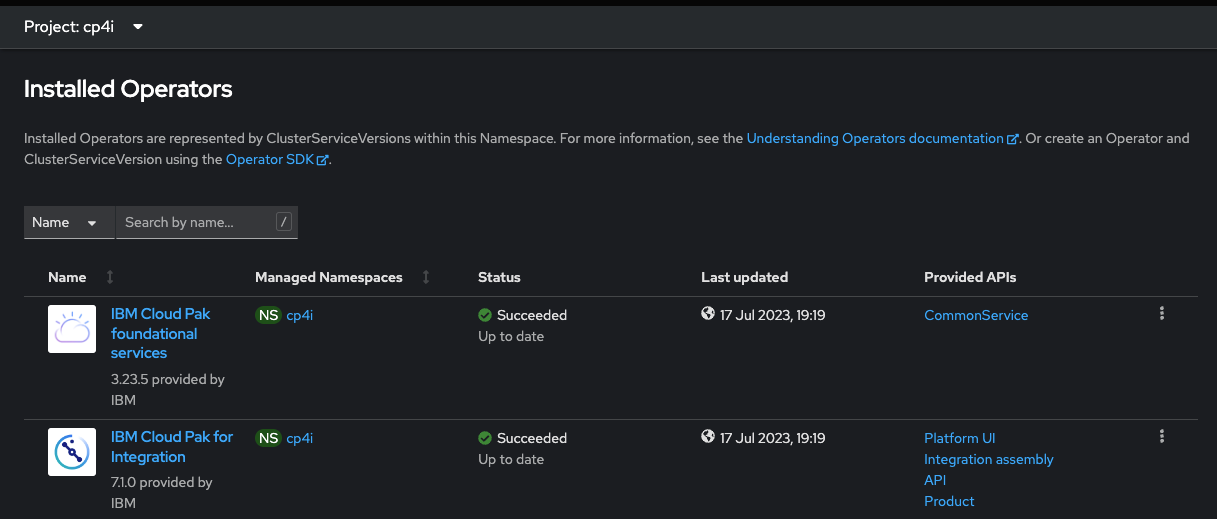 Project: cp4i
Installed Operators
Installed Operators are represented by ClusterServiceVersions within this Namespace. For more information, see the Understanding Operators documentation. Or create an Operator and
ClusterServiceVersion using the Operator SDK.
Name
Search by name...
/
Name
Managed Namespaces
Status
Last updated
Provided APIs
IBM Cloud Pak
foundational
services
3.23.5 provided by
IBM
NS cp4i
Succeeded
Up to date
17 Jul 2023, 19:19
CommonService
IBM Cloud Pak for
Integration
7.1.0 provided by
IBM
NS cp4i
Succeeded
Up to date
17 Jul 2023, 19:19
Platform UI
Integration assembly
API
Product